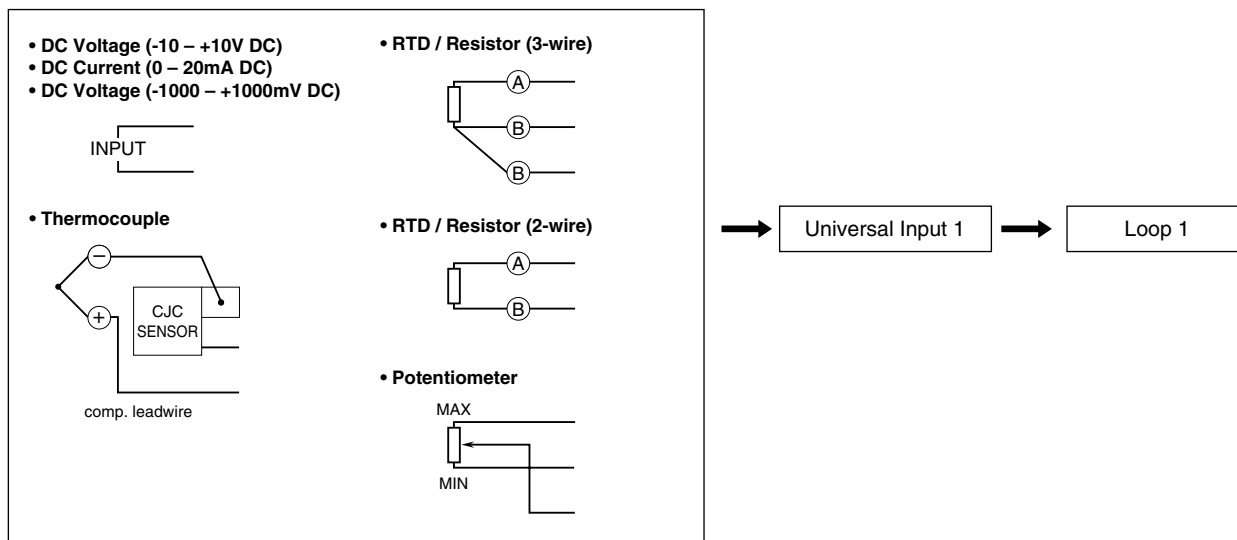 • DC Voltage (-10 – +10V DC)
• DC Current (0 – 20mA DC)
• DC Voltage (-1000 – +1000mV DC)
INPUT
• Thermocouple
−
+
CJC
SENSOR
comp. leadwire
• RTD / Resistor (3-wire)
A
B
B
• RTD / Resistor (2-wire)
A
B
• Potentiometer
MAX
MIN
Universal Input 1
Loop 1